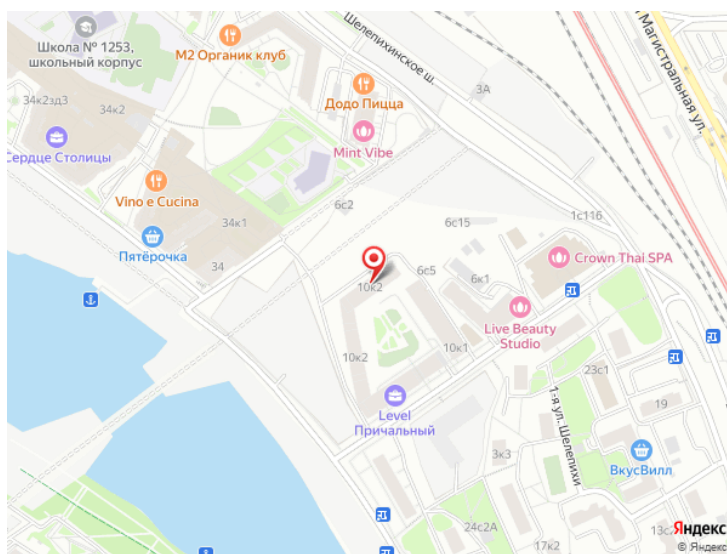 Школа № 1253,
школьный корпус
М2 Органик клуб
Шелепихинское ш.
я Магистральная ул.
34к2зд3
34к2
Додо Пицца
3А
Mint Vibe
Сердце Столицы
Vino e Cucina
6с2
34к1
6с15
1с116
Пятёрочка
34
Crown Thai SPA
6с5
6к1
10к2
Live Beauty
Studio
10к2
10к1
23с1
Level
Причальный
1-я ул. Шелепихи
19
3к3
ВкусВилл
24с2А
17к2
13с2
Яндекс
© Яндекс